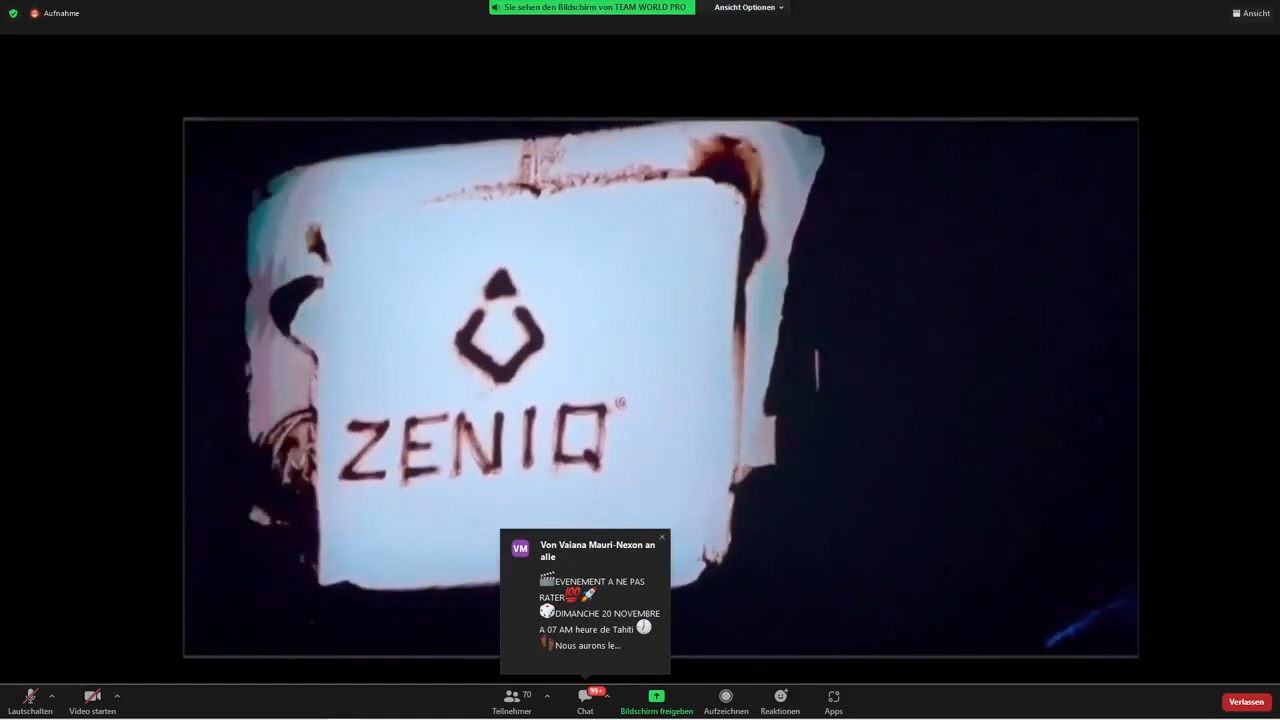 Aufnahme
Sie sehen den Bildschirm von TEAM WORLD PRO
Ansicht Optionen
Ansicht
ZENIQ
Von Vaiana Mauri-Nexon an
alle
EVENEMENT A NE PAS
RATER💯🚀
🎲DIMANCHE 20 NOVEMBRE
A 07 AM heure de Tahiti
Nous aurons le...
VM
Lautschalten
Video starten
70
Teilnehmer
99+
Chat
Bildschirm freigeben
Aufzeichnen
Reaktionen
Apps
Verlassen